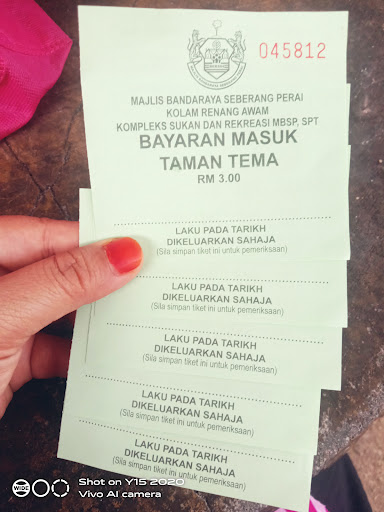 045812
MAJLIS BANDARAYA SEBERANG PERAI
KOLAM RENANG AWAM
KOMPLEKS SUKAN DAN REKREASI MBSP, SPT
BAYARAN MASUK
TAMAN TEMA
RM 3.00
LAKU PADA TARIKH
DIKELUARKAN SAHAJA
(Sila simpan tiket ini untuk pemeriksaan)
LAKU PADA TARIKH
DIKELUARKAN SAHAJA
(Sila simpan tiket ini untuk pemeriksaan)
LAKU PADA TARIKH
DIKELUARKAN SAHAJA
(Sila simpan tiket ini untuk pemeriksaan)
LAKU PADA TARIKH
DIKELUARKAN SAHAJA
(Sila simpan tiket ini untuk pemeriksaan)
LAKU PADA TARIKH
DIKELUARKAN SAHAJA
(Sila simpan tiket ini untuk pemeriksaan)
WIDE
Shot on Y15 2020
Vivo AI camera